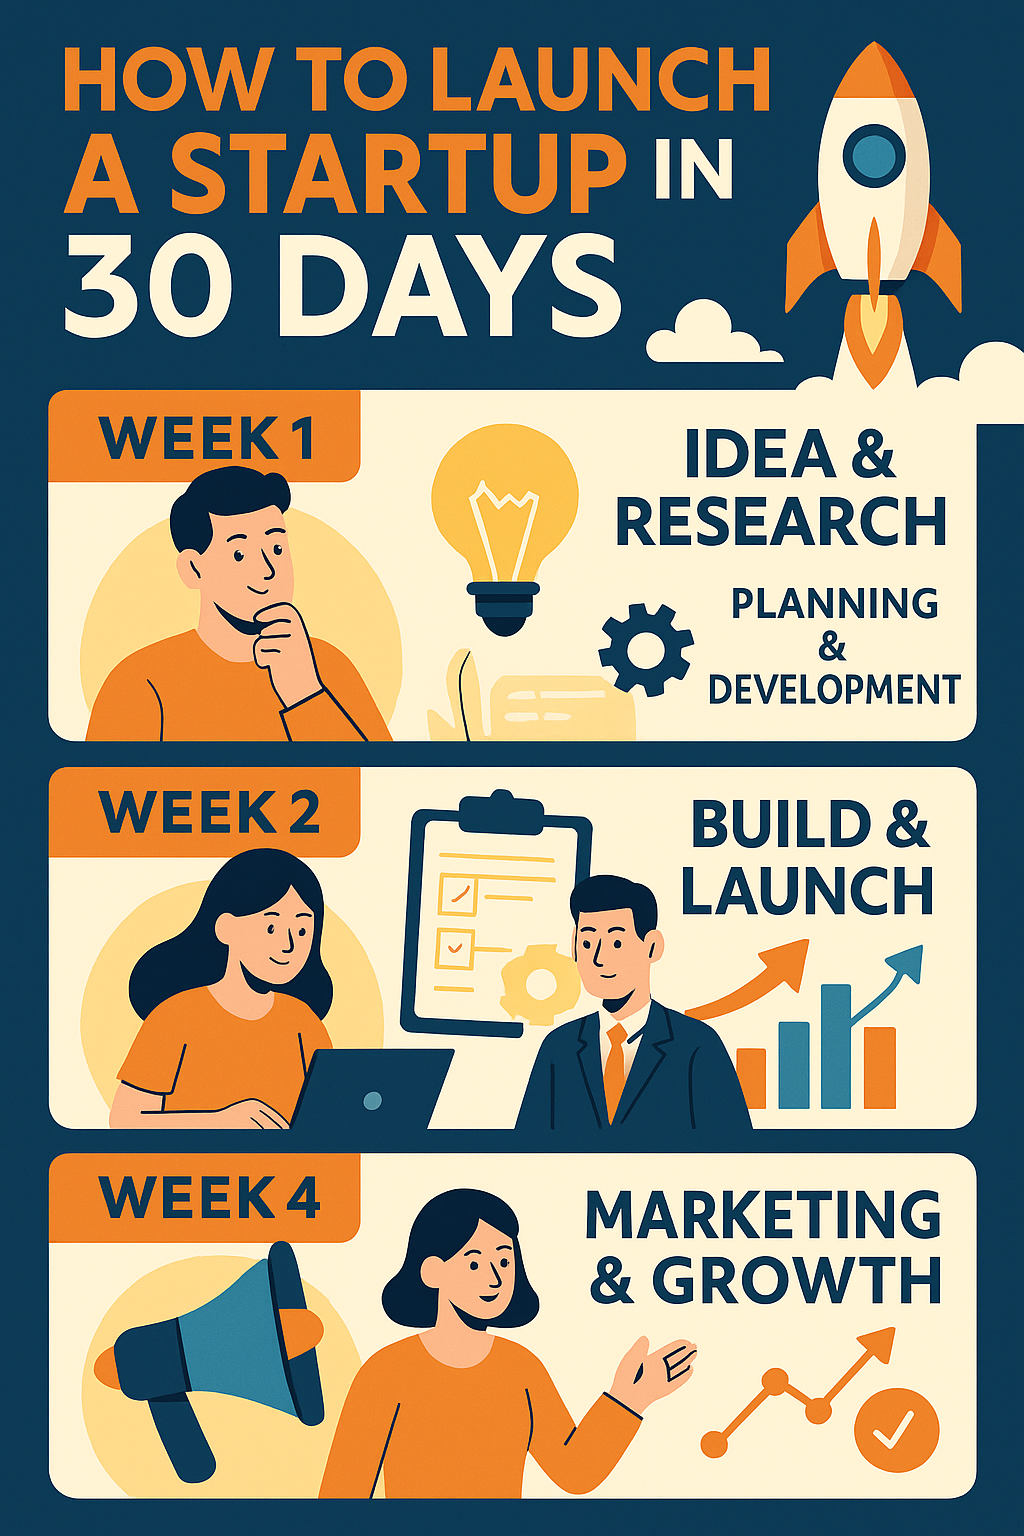 HOW TO LAUNCH
A STARTUP IN
30 DAYS
WEEK 1
IDEA &
RESEARCH
PLANNING
&
DEVELOPMENT
WEEK 2
BUILD &
LAUNCH
WEEK 4
MARKETING
& GROWTH